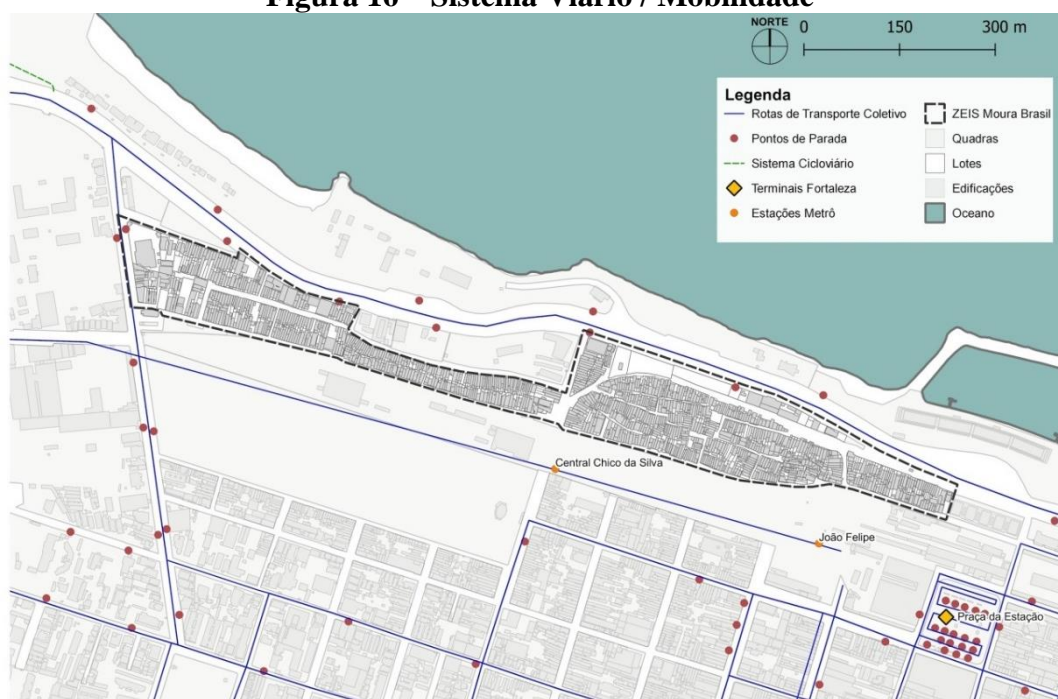 Figura 16 – Sistema Viário / Mobilidade
NORTE 0 150 300 m
Legenda
Rotas de Transporte Coletivo
Pontos de Parada
Sistema Cicloviário
Terminais Fortaleza
Estações Metrô
ZEIS Moura Brasil
Quadras
Lotes
Edificações
Oceano
Central Chico da Silva
João Felipe
Praça da Estação